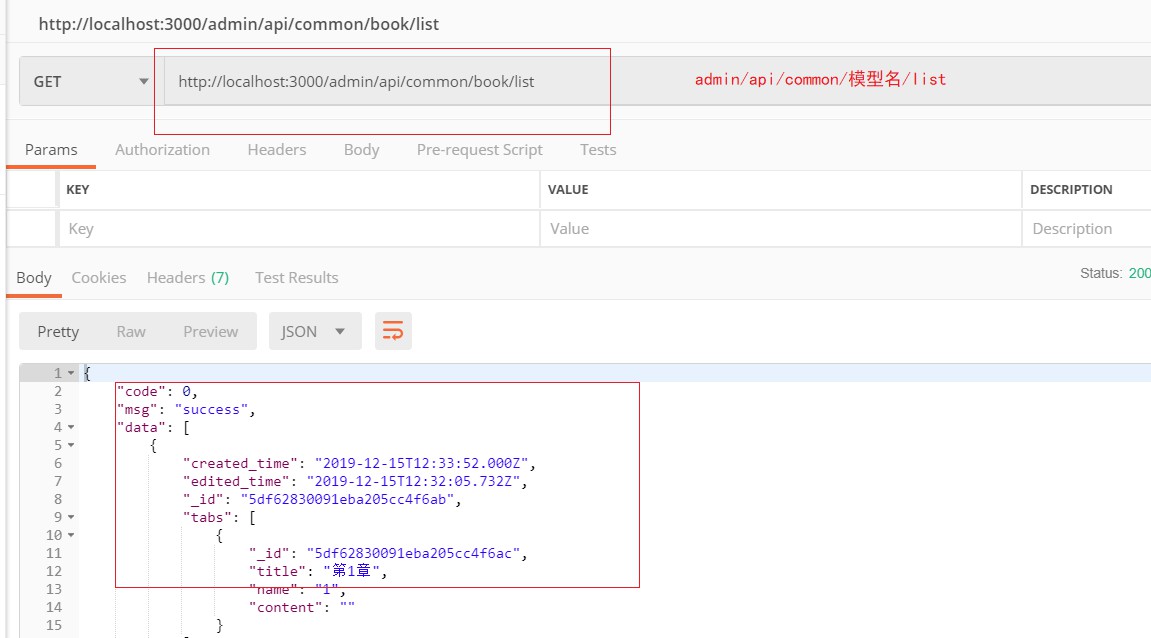 http://localhost:3000/admin/api/common/book/list
GET http://localhost:3000/admin/api/common/book/list admin/api/common/模型名/list
Params Authorization Headers Body Pre-request Script Tests
KEY VALUE DESCRIPTION
Key Value Description
Body Cookies Headers (7) Test Results Status: 200
Pretty Raw Preview JSON
1 {
2 "code": 0,
3 "msg": "success",
4 "data": [
5 {
6 "created_time": "2019-12-15T12:33:52.000Z",
7 "edited_time": "2019-12-15T12:32:05.732Z",
8 "_id": "5df62830091eba205cc4f6ab",
9 "tabs": [
10 {
11 "_id": "5df62830091eba205cc4f6ac",
12 "title": "第1章",
13 "name": "1",
14 "content": ""
15 }